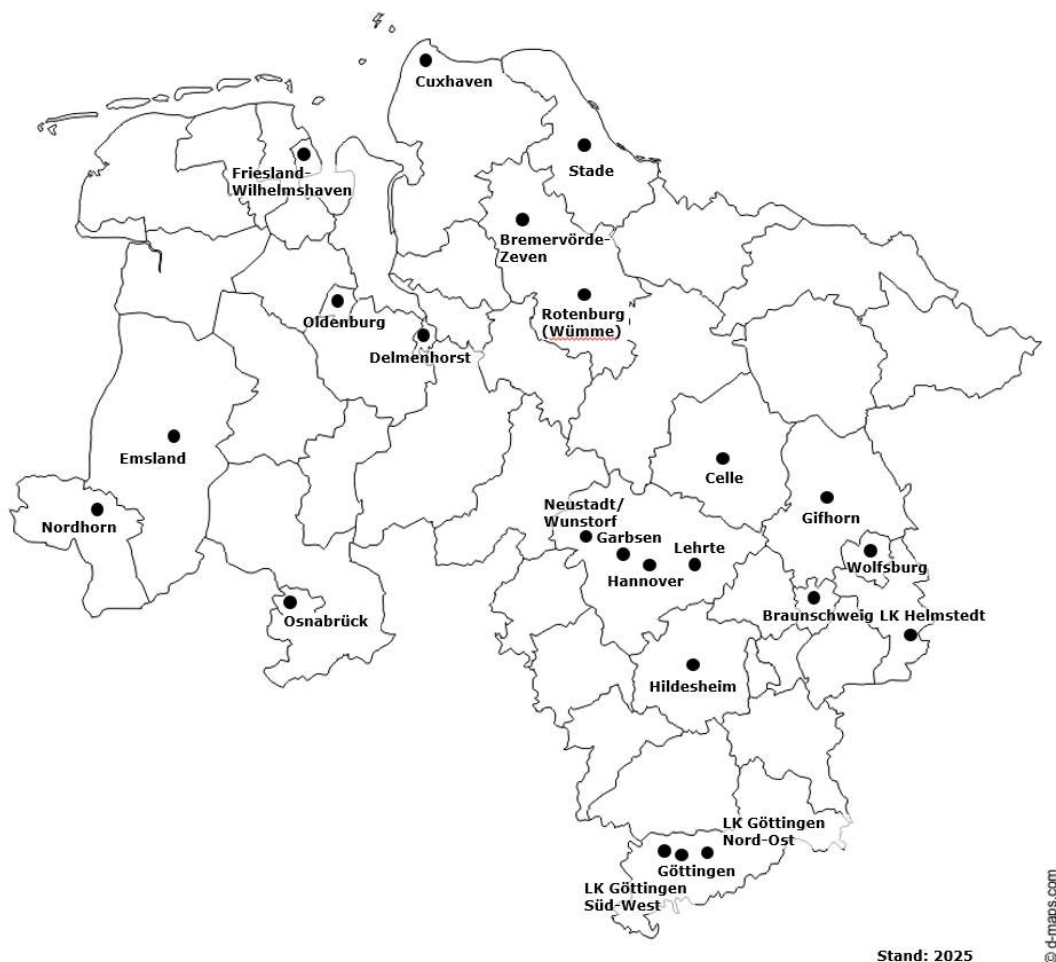 Cuxhaven
Stade
Friesland-
Wilhelmshaven
Bremervörde-
Zeven
Oldenburg
Rotenburg
(Wümme)
Delmenhorst
Emsland
Celle
Nordhorn
Gifhorn
Neustadt/
Wunstorf
Garbsen
Lehrte
Hannover
Wolfsburg
Osnabrück
Braunschweig
LK Helmstedt
Hildesheim
LK Göttingen
Nord-Ost
Göttingen
LK Göttingen
Süd-West
Stand: 2025
© d-maps.com